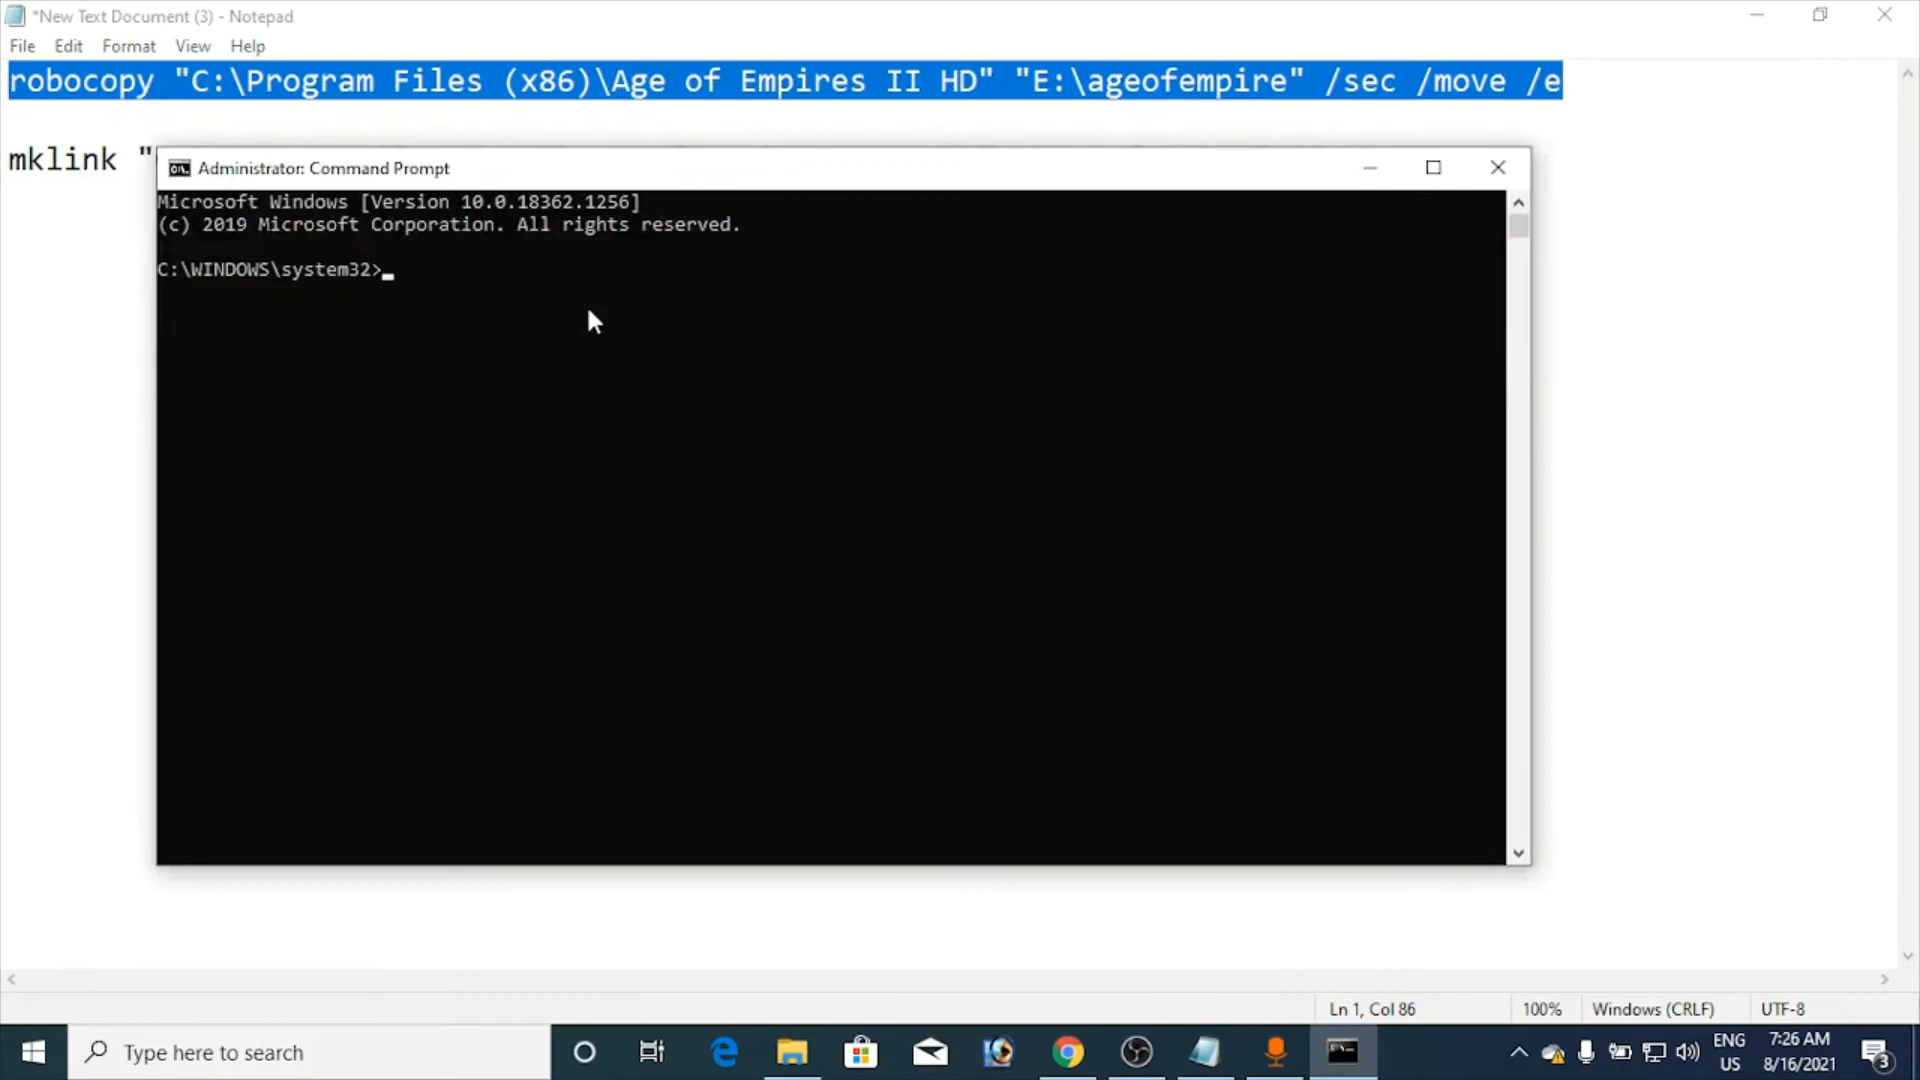 *New Text Document (3) - Notepad
File Edit Format View Help
robocopy "C:\Program Files (x86)\Age of Empires II HD" "E:\ageofempire" /sec /move /e
mklink "
Administrator: Command Prompt
Microsoft Windows [Version 10.0.18362.1256]
(c) 2019 Microsoft Corporation. All rights reserved.
C:\WINDOWS\system32>
Ln 1, Col 86 100% Windows (CRLF) UTF-8
Type here to search
ENG
US
7:26 AM
8/16/2021
3